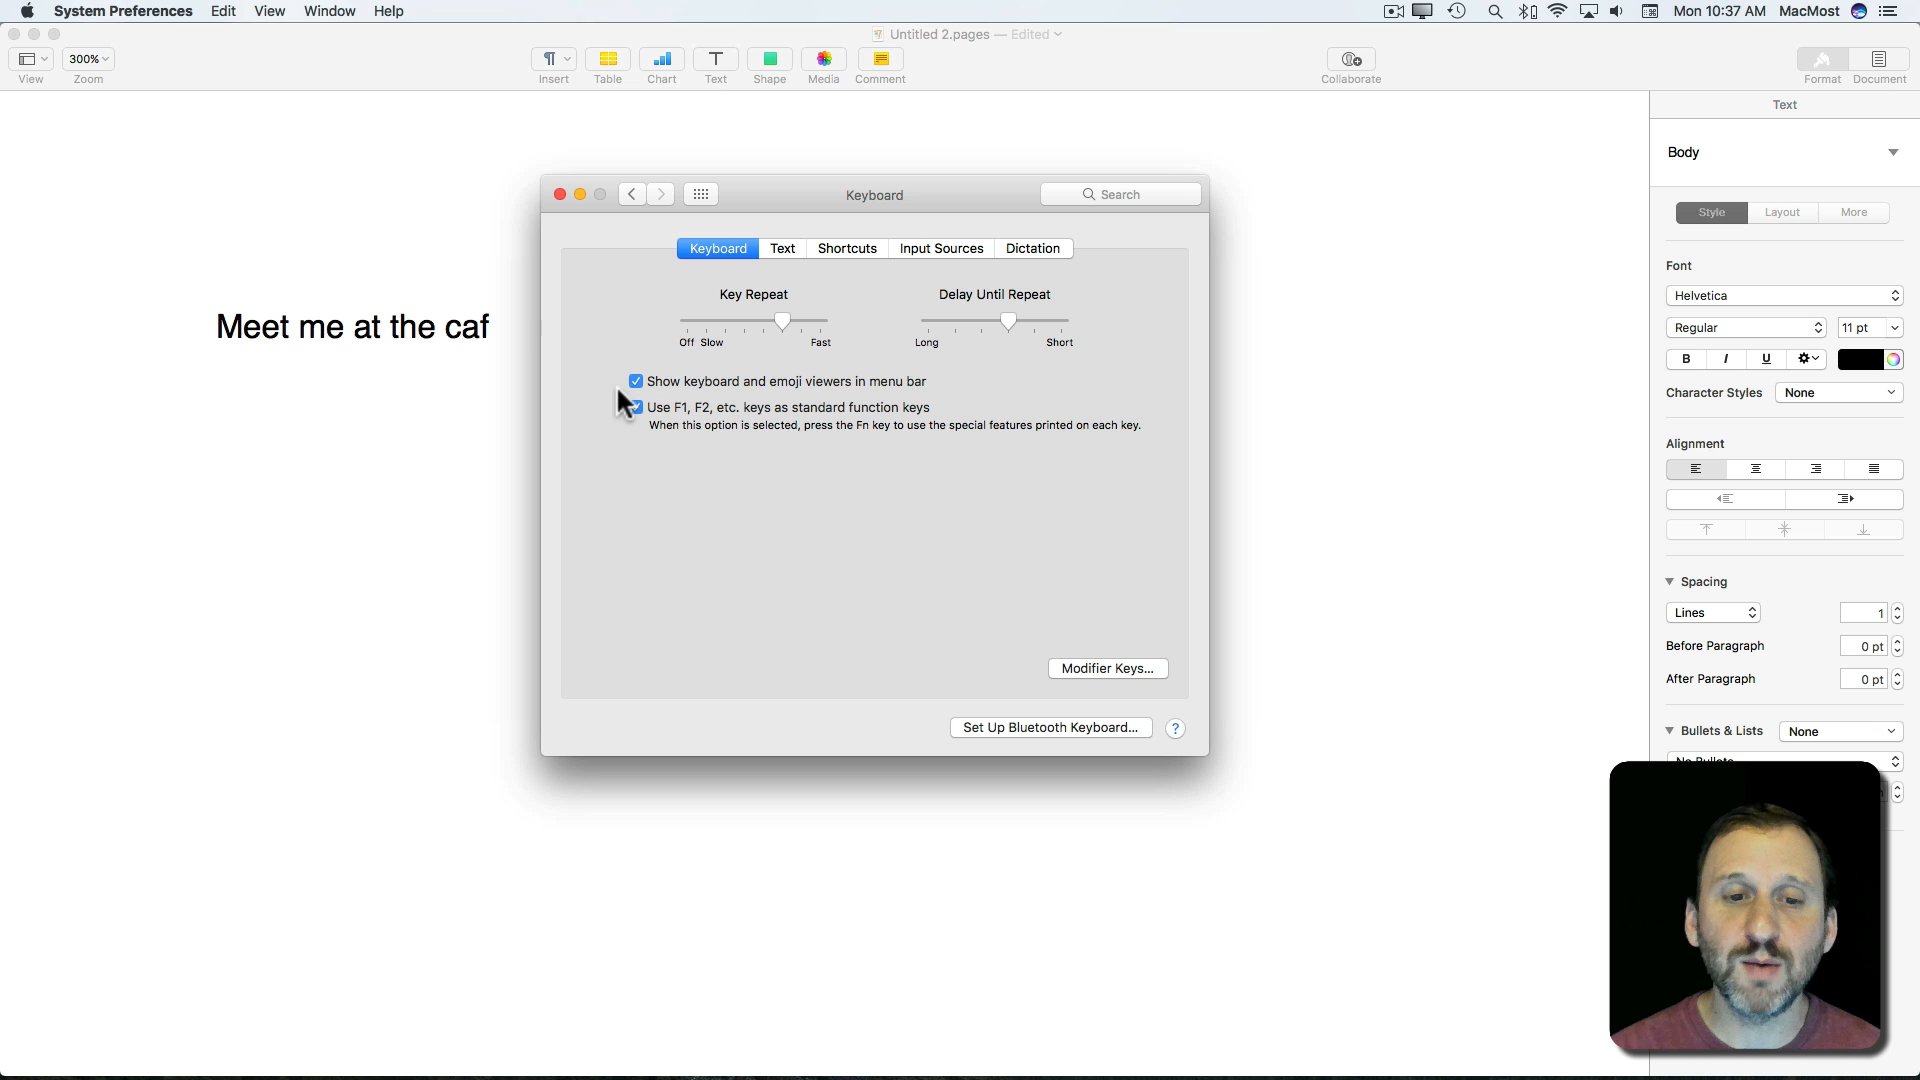 System Preferences Edit View Window Help Mon 10:37 AM MacMost
Untitled 2.pages — Edited
300%
View Zoom Insert Table Chart Text Shape Media Comment Collaborate Format Document
Text
Body
Style Layout More
Font
Helvetica
Regular 11 pt
B I U
Character Styles None
Alignment
Spacing
Lines 1
Before Paragraph 0 pt
After Paragraph 0 pt
Bullets & Lists None
No Bullets
Meet me at the caf
Keyboard Search
Keyboard Text Shortcuts Input Sources Dictation
Key Repeat Delay Until Repeat
Off Slow Fast Long Short
Show keyboard and emoji viewers in menu bar
Use F1, F2, etc. keys as standard function keys
When this option is selected, press the Fn key to use the special features printed on each key.
Modifier Keys...
Set Up Bluetooth Keyboard... ?